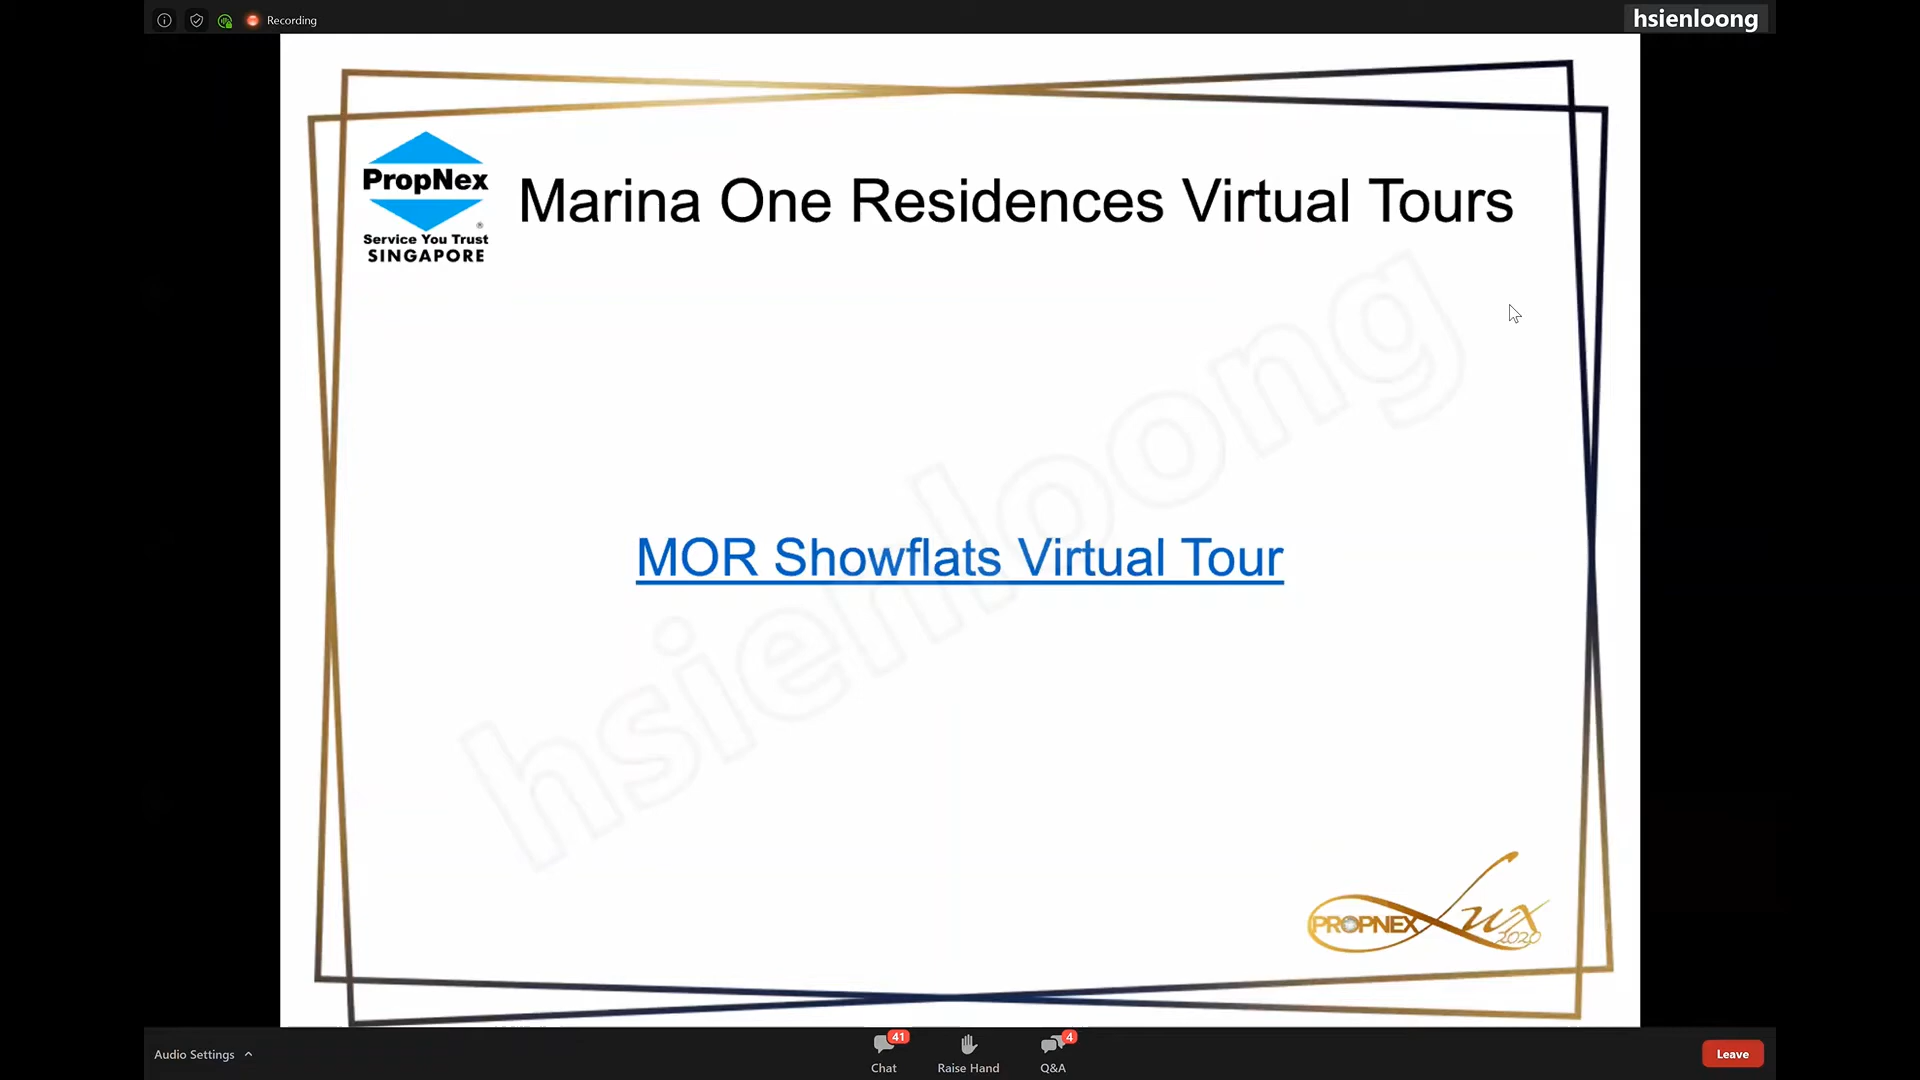 Recording
hsienloong
PropNex
®
Service You Trust
SINGAPORE
Marina One Residences Virtual Tours
hsienloong
MOR Showflats Virtual Tour
PROPNEX Lux
2020
Audio Settings
41
Chat
Raise Hand
4
Q&A
Leave